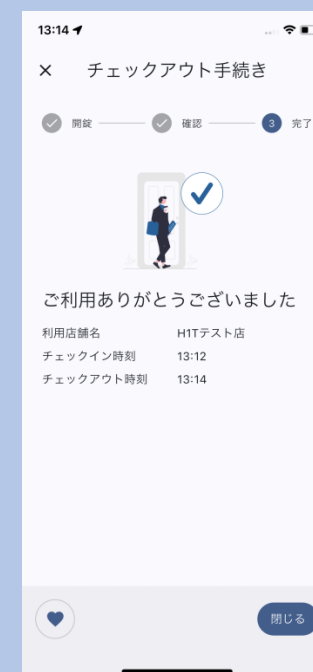 13:14
× チェックアウト手続き
開錠 確認 3 完了
ご利用ありがとうございました
利用店舗名 H1Tテスト店
チェックイン時刻 13:12
チェックアウト時刻 13:14
閉じる